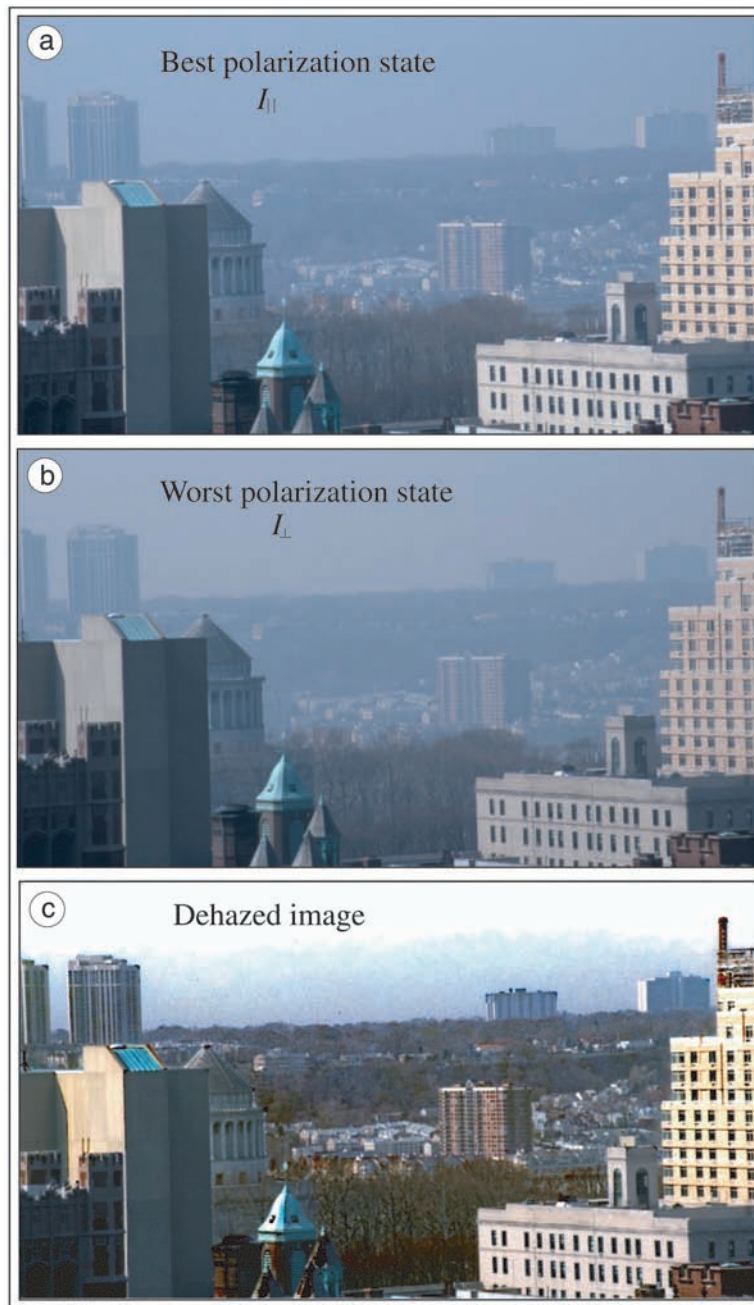 a
Best polarization state
I||
b
Worst polarization state
I⊥
c
Dehazed image